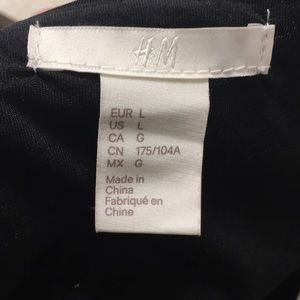 H&M
EUR L
US L
CA G
CN 175/104A
MX G
Made in
China
Fabriqué en
Chine